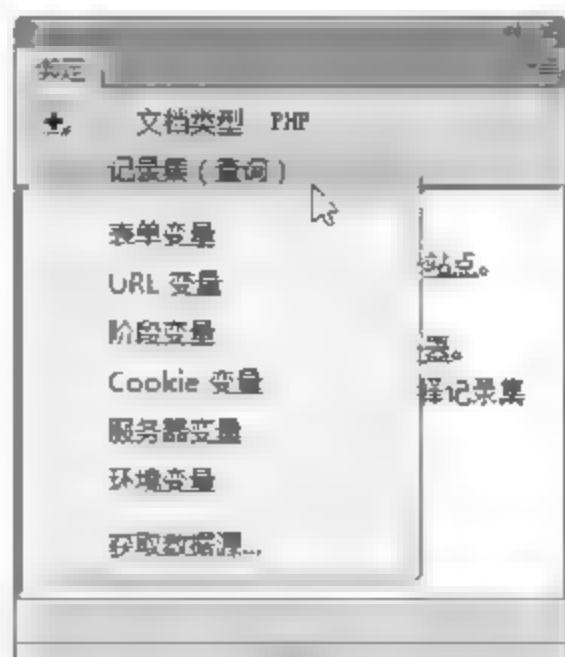 绑定
文档类型 PHP
记录集(查询)
表单变量
站点。
URL 变量
阶段变量
器。
Cookie 变量
择记录集
服务器变量
环境变量
获取数据源...